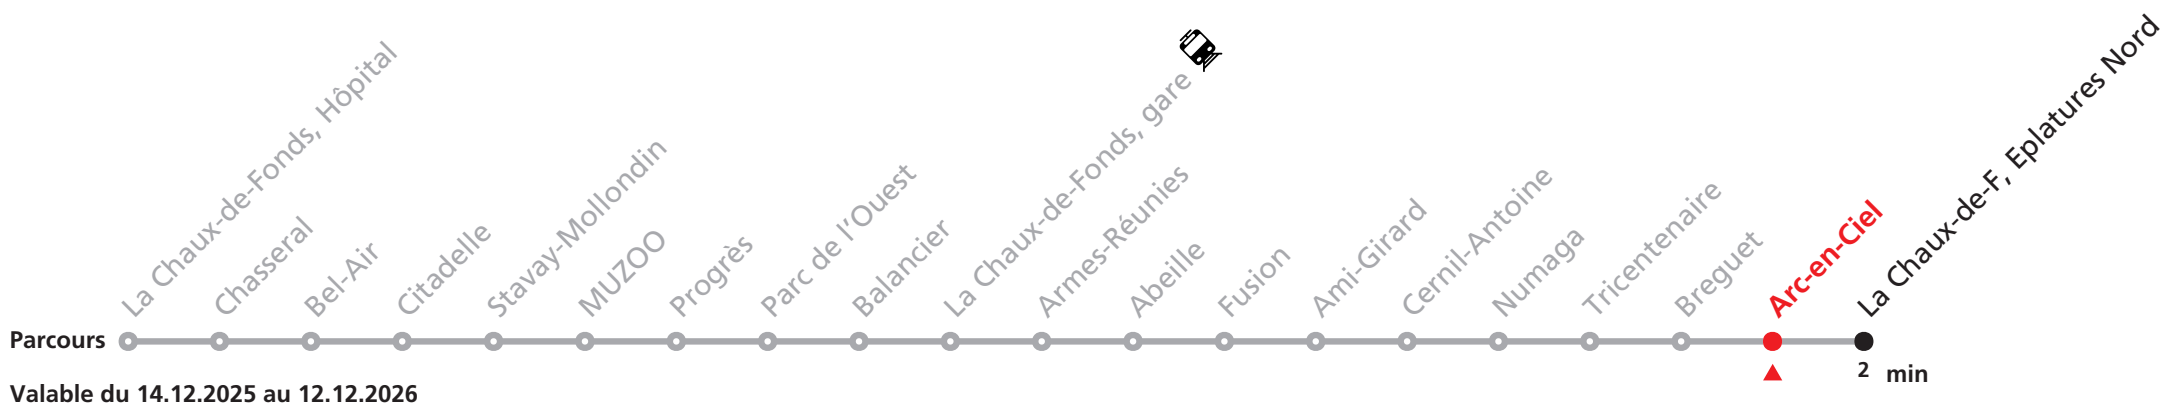 La Chaux-de-Fonds, Hôpital
Chasseral
Bel-Air
Citadelle
Stavay-Mollondin
MUZOO
Progrès
Parc de l'Ouest
Balancier
La Chaux-de-Fonds, gare
Armes-Réunies
Abeille
Fusion
Ami-Girard
Cernil-Antoine
Numaga
Tricentenaire
Breguet
Arc-en-Ciel
La Chaux-de-F, Eplatures Nord
Parcours
2 min
Valable du 14.12.2025 au 12.12.2026